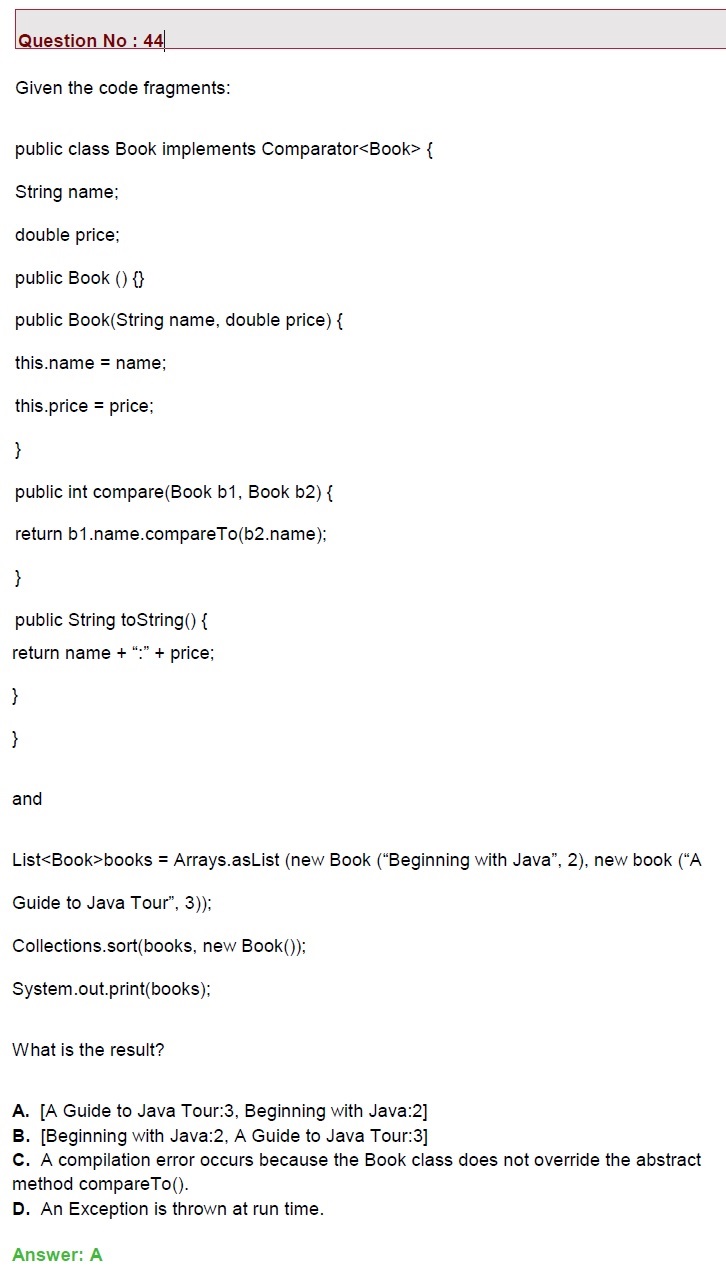 Question No : 44
Given the code fragments:
public class Book implements Comparator<Book> {
String name;
double price;
public Book () {}
public Book(String name, double price) {
this.name = name;
this.price = price;
}
public int compare(Book b1, Book b2) {
return b1.name.compareTo(b2.name);
}
public String toString() {
return name + “:” + price;
}
}
and
List<Book>books = Arrays.asList (new Book (“Beginning with Java”, 2), new book (“A
Guide to Java Tour”, 3));
Collections.sort(books, new Book());
System.out.print(books);
What is the result?
A. [A Guide to Java Tour:3, Beginning with Java:2]
B. [Beginning with Java:2, A Guide to Java Tour:3]
C. A compilation error occurs because the Book class does not override the abstract
method compareTo().
D. An Exception is thrown at run time.
Answer: A